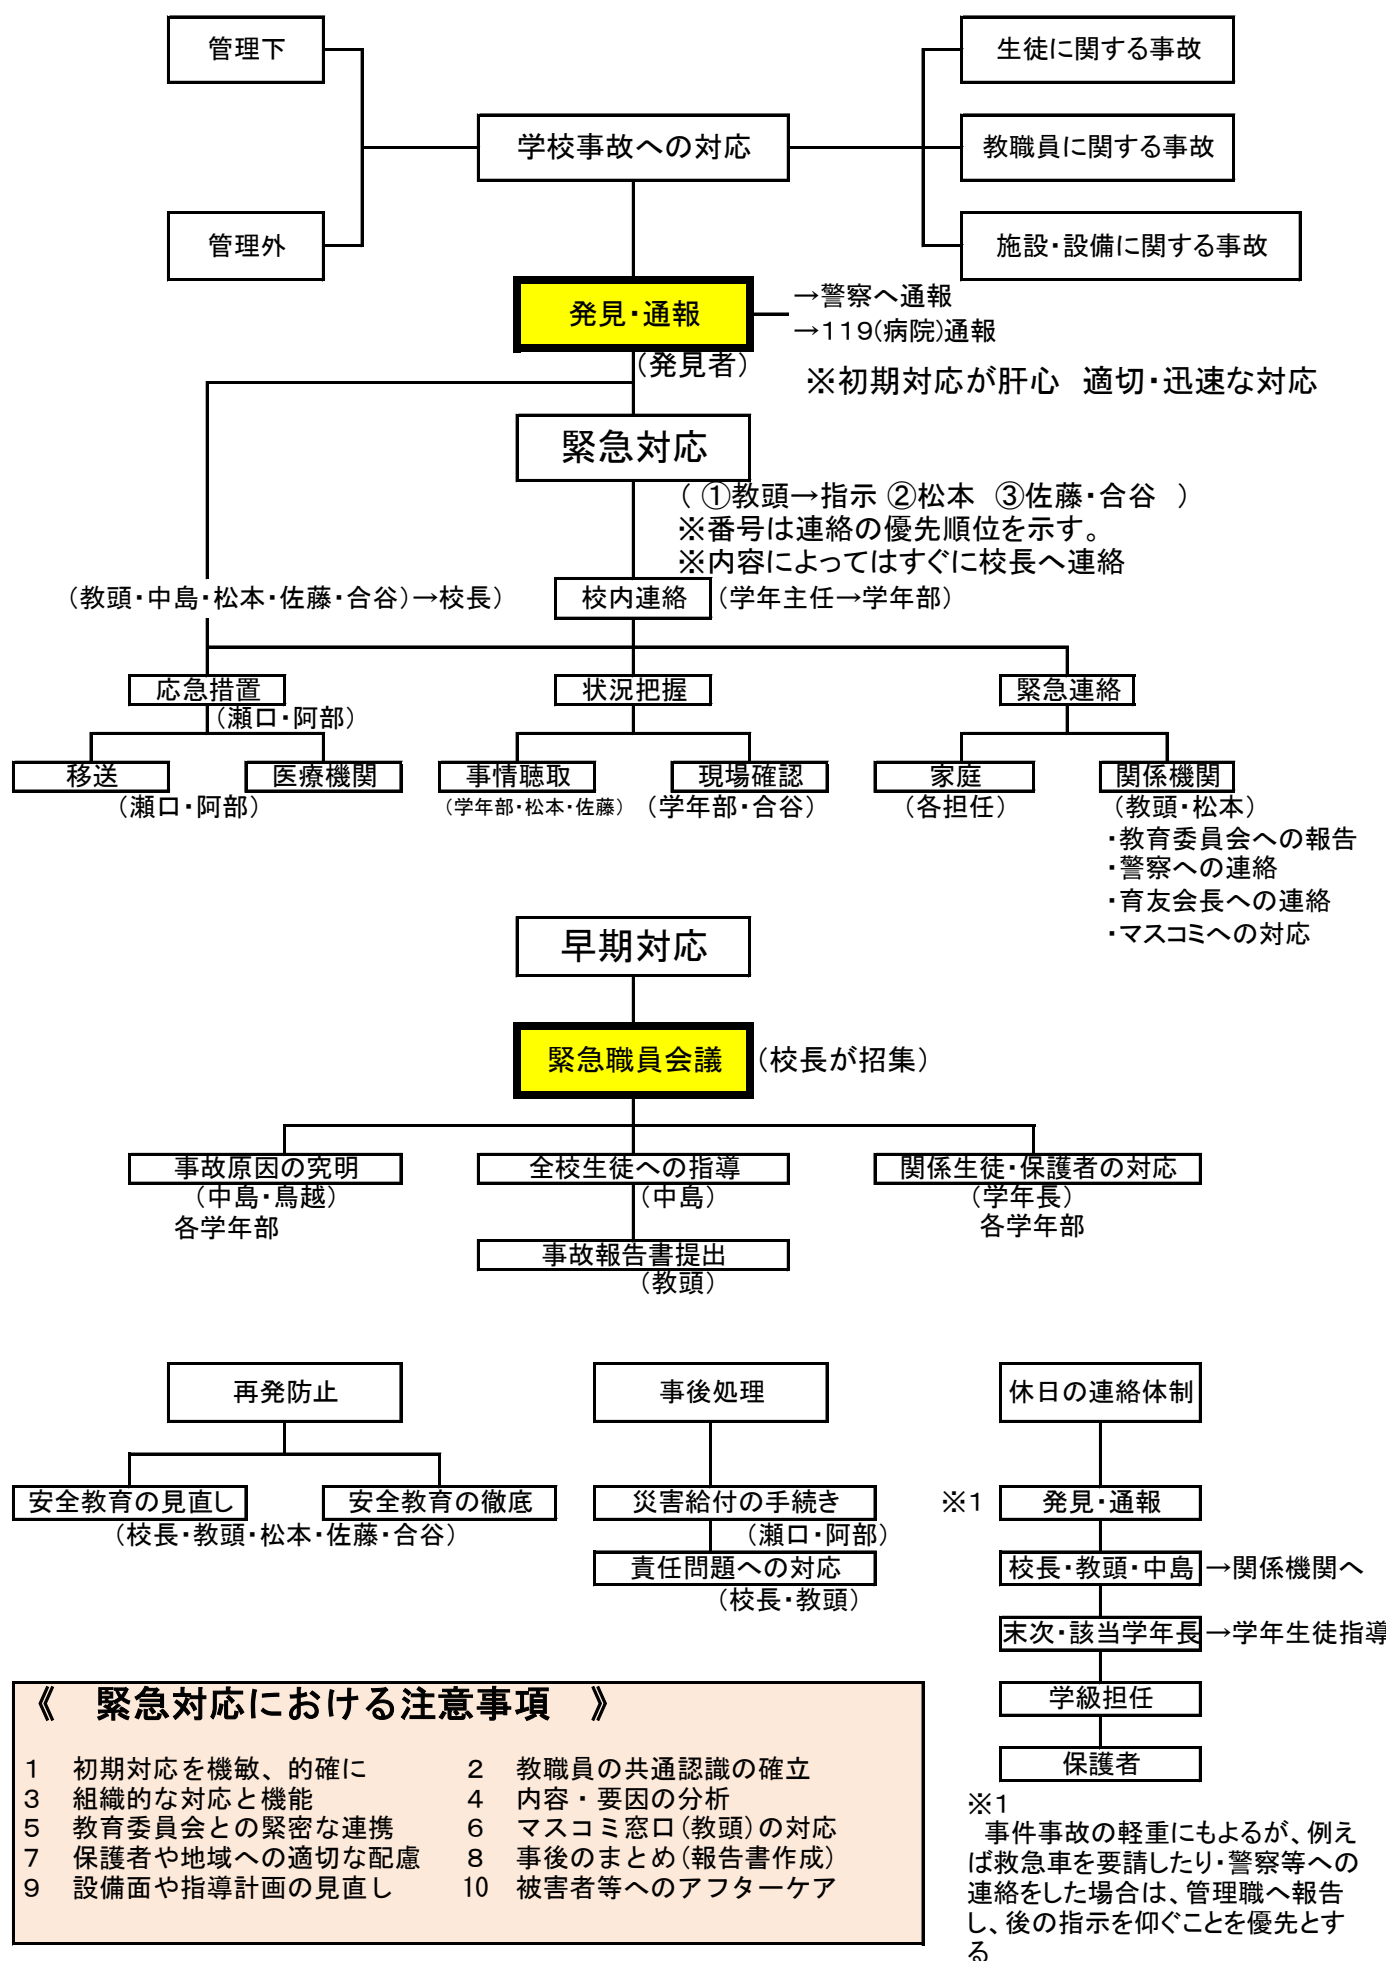 管理下
生徒に関する事故
学校事故への対応
教職員に関する事故
管理外
施設・設備に関する事故
発見・通報
→警察へ通報
→119(病院)通報
(発見者)
※初期対応が肝心　適切・迅速な対応
緊急対応
( ①教頭→指示 ②松本　③佐藤・合谷　)
※番号は連絡の優先順位を示す。
※内容によってはすぐに校長へ連絡
(教頭・中島・松本・佐藤・合谷)→校長)
校内連絡
(学年主任→学年部)
応急措置
状況把握
緊急連絡
(瀬口・阿部)
移送
医療機関
事情聴取
現場確認
家庭
関係機関
(瀬口・阿部)
(学年部・松本・佐藤)
(学年部・合谷)
(各担任)
(教頭・松本)
・教育委員会への報告
・警察への連絡
・育友会長への連絡
・マスコミへの対応
早期対応
緊急職員会議
(校長が招集)
事故原因の究明
全校生徒への指導
関係生徒・保護者の対応
(中島・鳥越)
(中島)
(学年長)
各学年部
各学年部
事故報告書提出
(教頭)
再発防止
事後処理
休日の連絡体制
安全教育の見直し
安全教育の徹底
災害給付の手続き
※1
発見・通報
(校長・教頭・松本・佐藤・合谷)
(瀬口・阿部)
責任問題への対応
校長・教頭・中島
→関係機関へ
(校長・教頭)
末次・該当学年長
→学年生徒指導
学級担任
保護者
《　緊急対応における注意事項　》
1　初期対応を機敏、的確に
2　教職員の共通認識の確立
3　組織的な対応と機能
4　内容・要因の分析
5　教育委員会との緊密な連携
6　マスコミ窓口(教頭)の対応
7　保護者や地域への適切な配慮
8　事後のまとめ(報告書作成)
9　設備面や指導計画の見直し
10　被害者等へのアフターケア
※1
事件事故の軽重にもよるが、例え
ば救急車を要請したり・警察等への
連絡をした場合は、管理職へ報告
し、後の指示を仰ぐことを優先とす
る